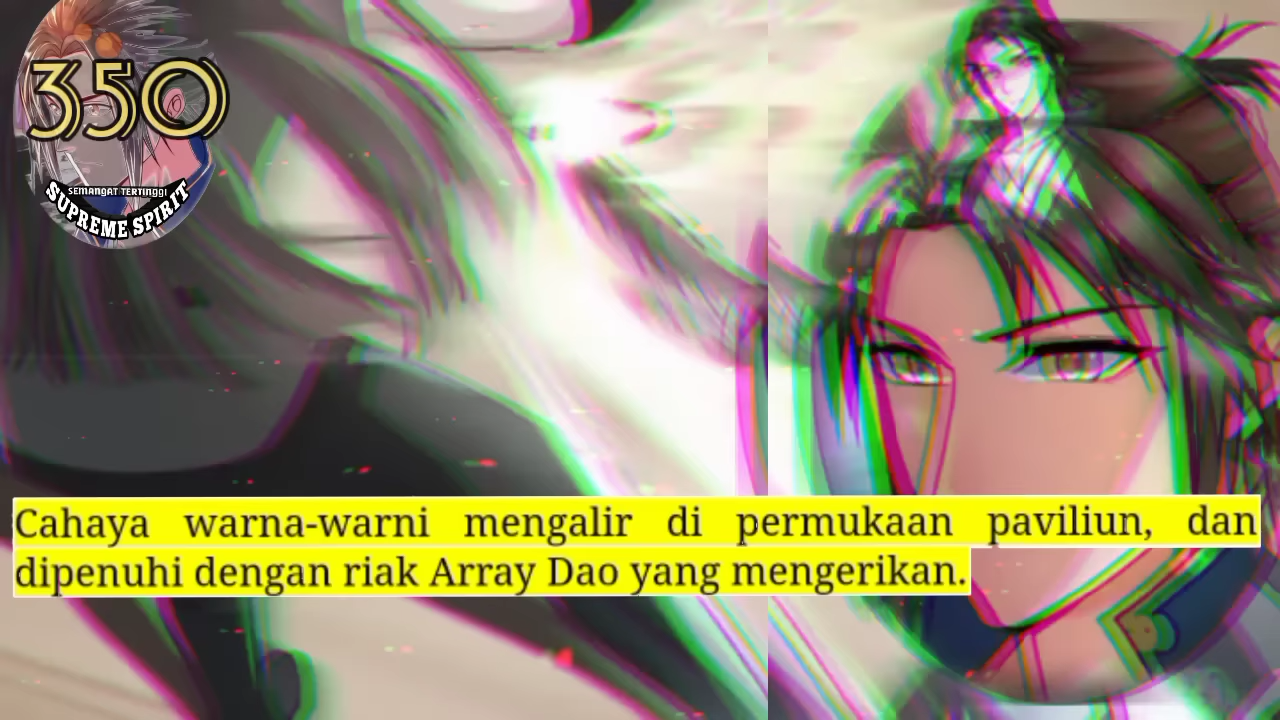 350
SEMANGAT TERTINGGI
SUPREME SPIRIT
Cahaya warna-warni mengalir di permukaan paviliun, dan
dipenuhi dengan riak Array Dao yang mengerikan.